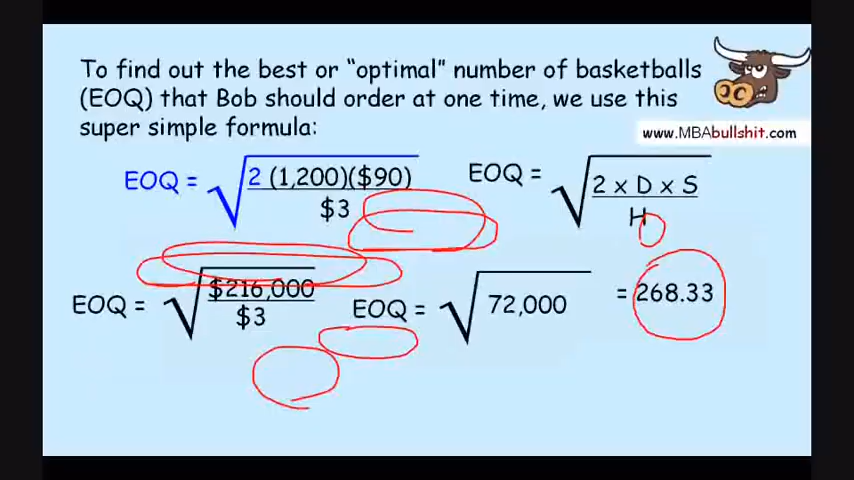 To find out the best or “optimal” number of basketballs
(EOQ) that Bob should order at one time, we use this
super simple formula:
www.MBAbullshit.com
EOQ = √ 2 (1,200)($90)
$3
EOQ = √ 2 x D x S
H
EOQ = √ $216,000
$3
EOQ = √ 72,000 = 268.33